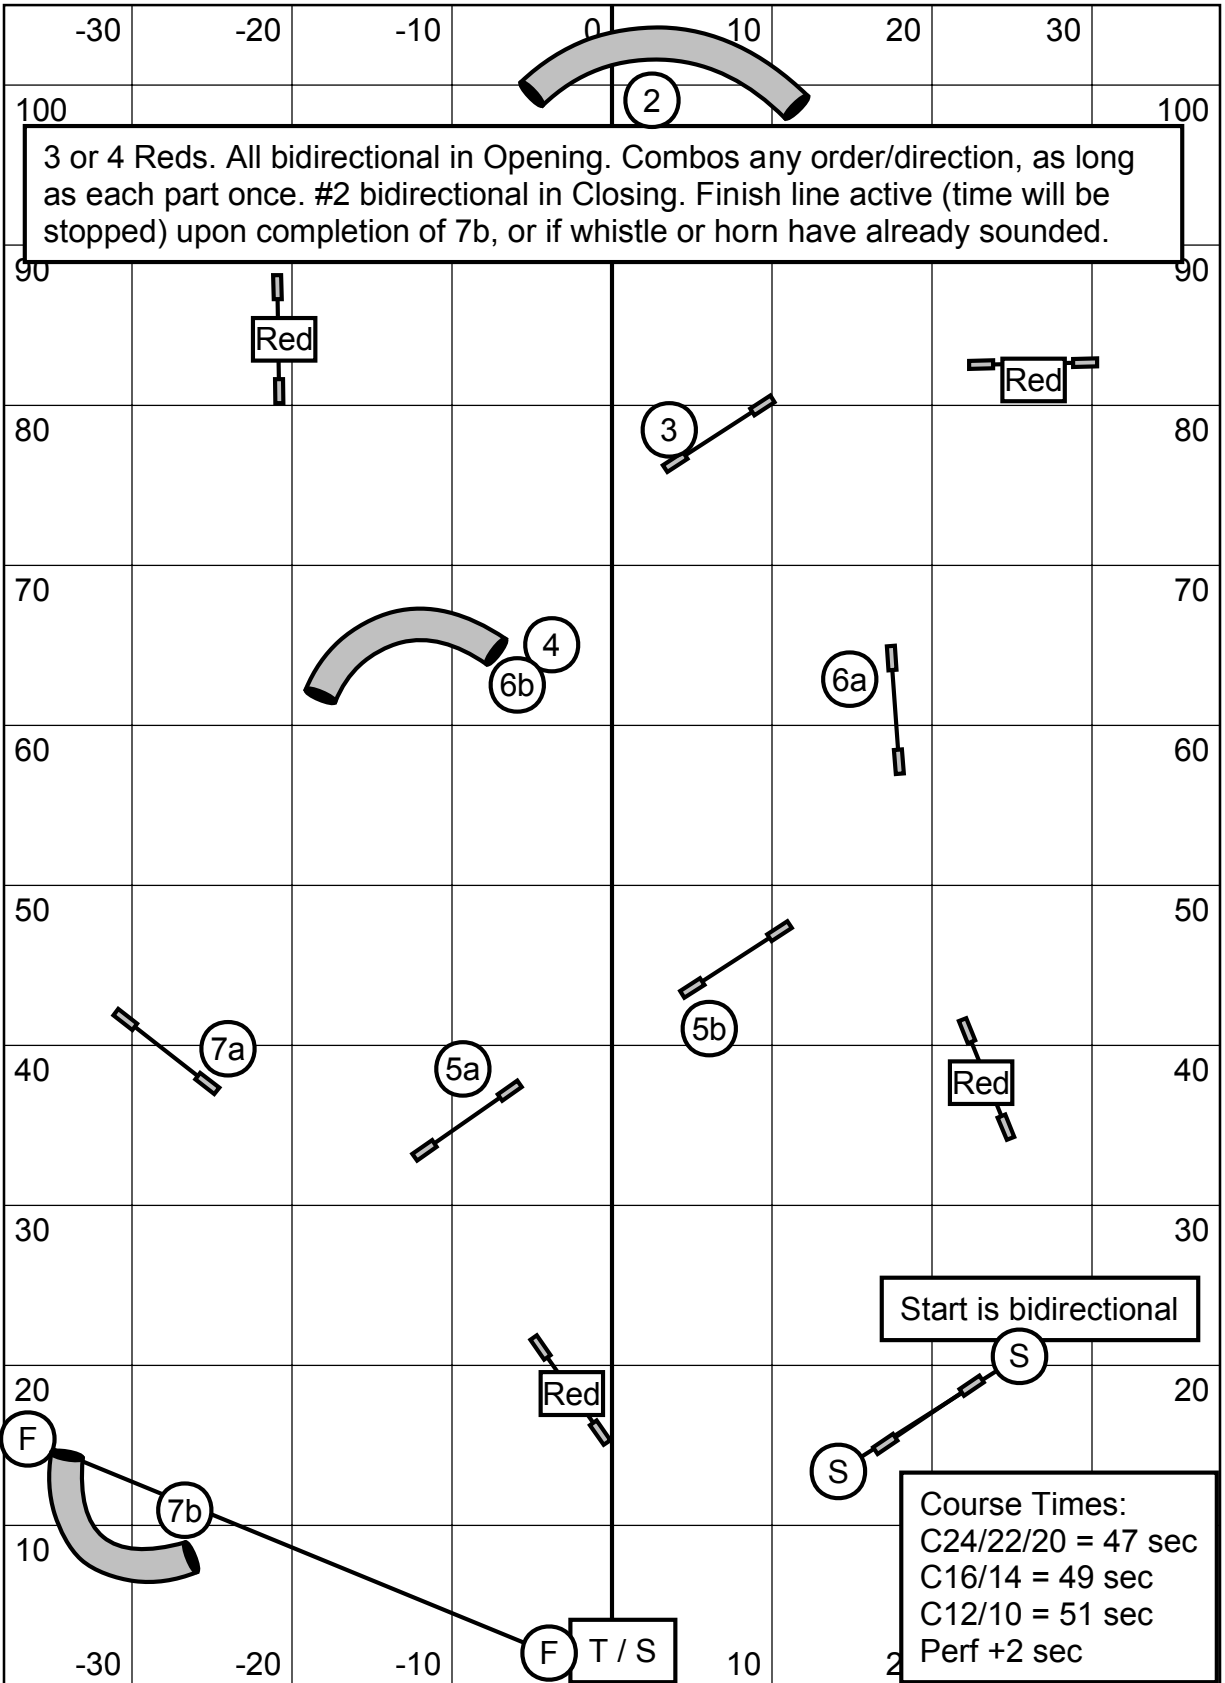 -30 -20 -10 0 10 20 30
2
100 100
3 or 4 Reds. All bidirectional in Opening. Combos any order/direction, as long
as each part once. #2 bidirectional in Closing. Finish line active (time will be
stopped) upon completion of 7b, or if whistle or horn have already sounded.
90 90
Red
Red
80 3 80
70 70
4
6b 6a
60 60
50 50
5b
7a 5a
40 40
Red
30 30
Start is bidirectional
S
20 Red 20
F
S
7b
Course Times:
C24/22/20 = 47 sec
10
C16/14 = 49 sec
C12/10 = 51 sec
Perf +2 sec
F T / S
-30 -20 -10 10 2